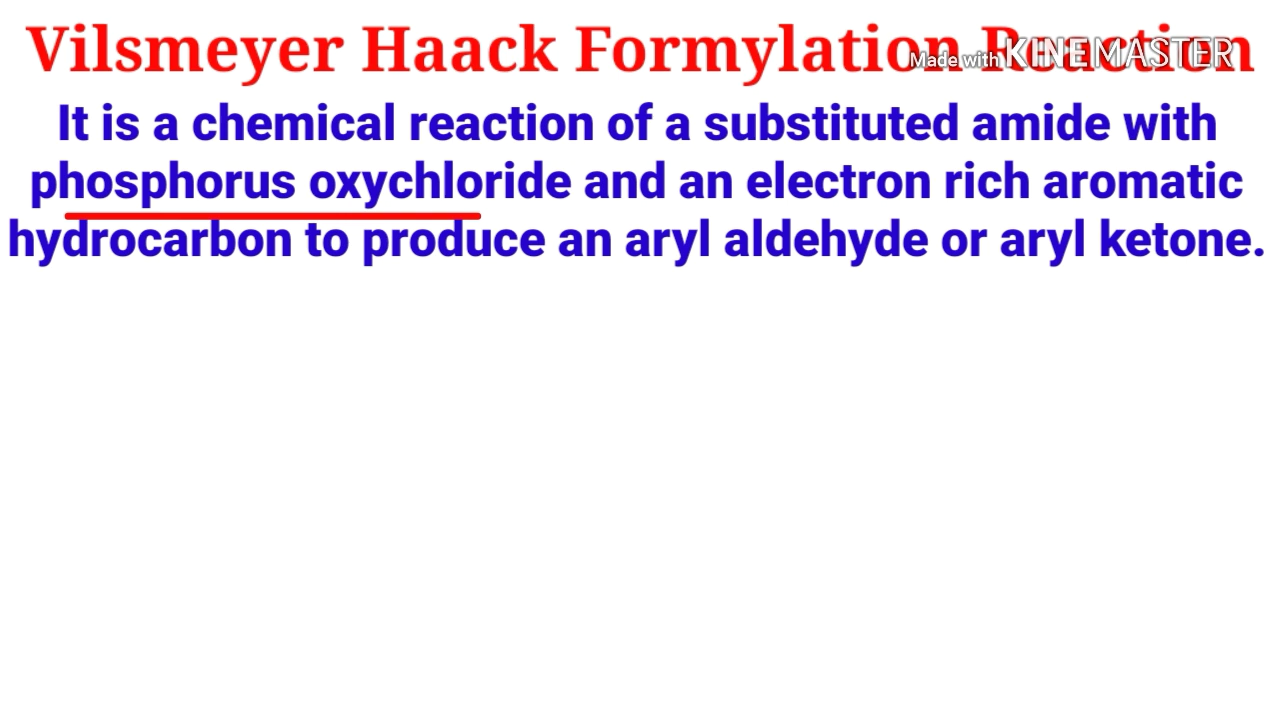 Vilsmeyer Haack Formylation Reaction
Made with KINEMASTER
It is a chemical reaction of a substituted amide with
phosphorus oxychloride and an electron rich aromatic
hydrocarbon to produce an aryl aldehyde or aryl ketone.